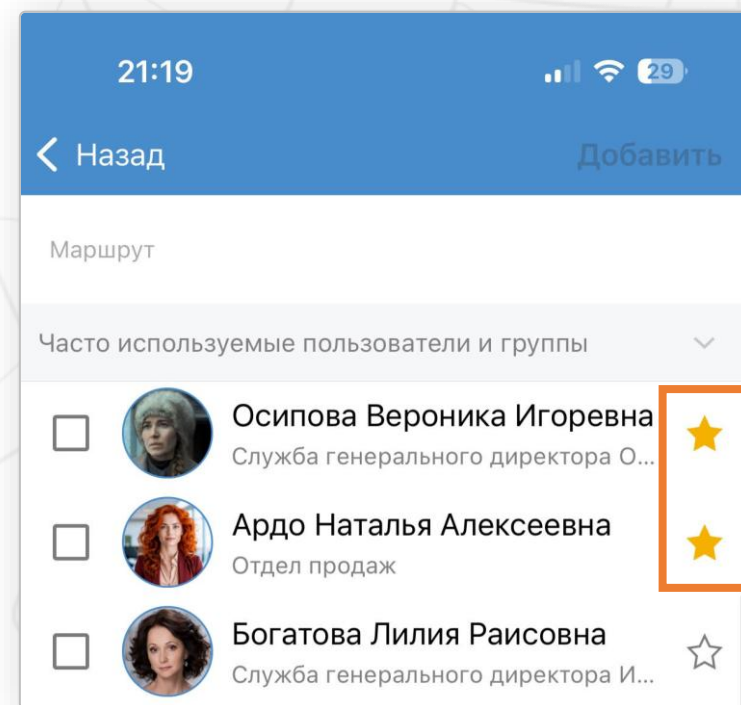 21:19
29
Назад
Добавить
Маршрут
Часто используемые пользователи и группы
Осипова Вероника Игоревна
Служба генерального директора О...
Ардо Наталья Алексеевна
Отдел продаж
Богатова Лилия Раисовна
Служба генерального директора И...